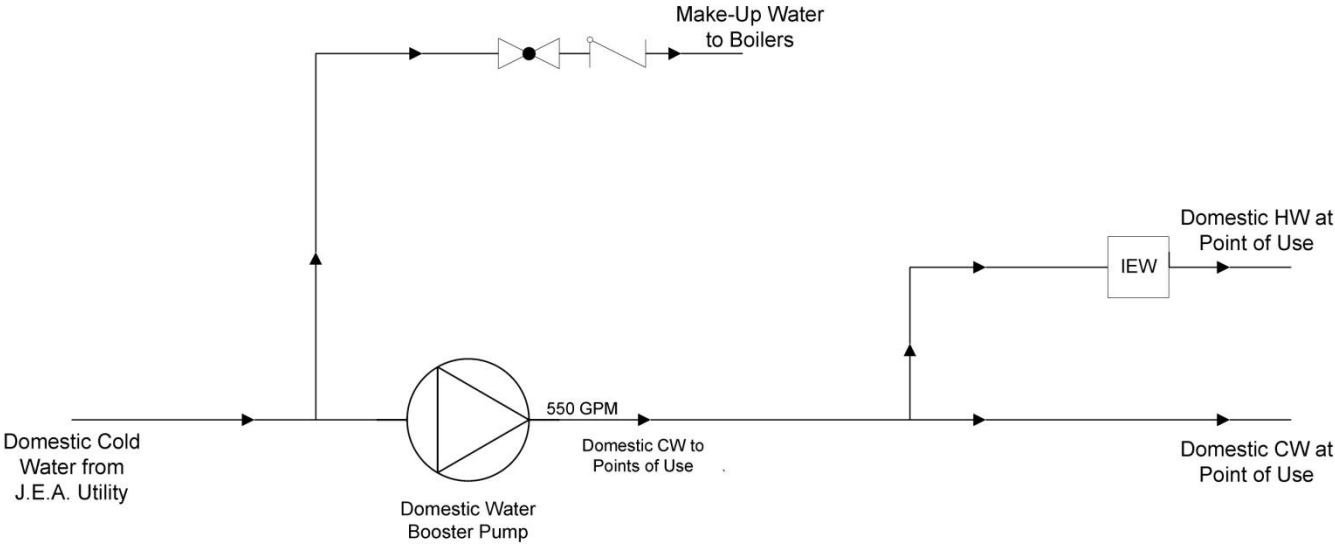 Make-Up Water
to Boilers
Domestic HW at
Point of Use
IEW
550 GPM
Domestic CW to
Points of Use
Domestic Cold
Water from
J.E.A. Utility
Domestic Water
Booster Pump
Domestic CW at
Point of Use